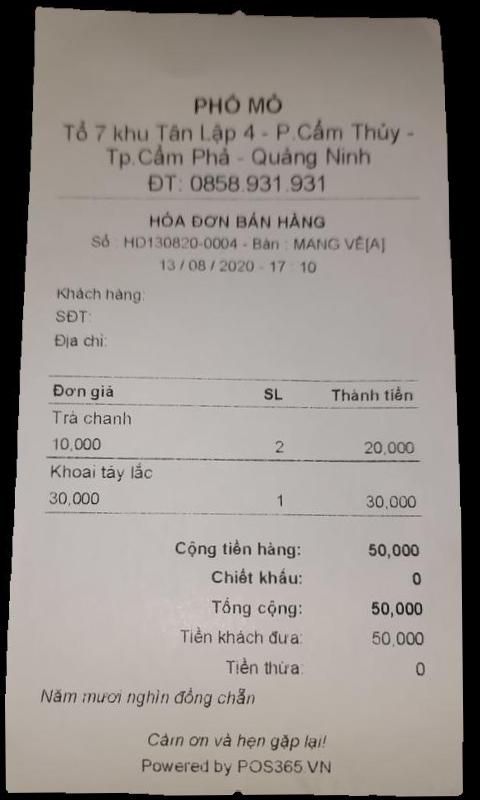 PHỐ MỎ
Tổ 7 khu Tân Lập 4 - P.Cẩm Thủy -
Tp.Cẩm Phả - Quảng Ninh
ĐT: 0858.931.931
HÓA ĐƠN BÁN HÀNG
Số : HD130820-0004 - Bàn : MANG VỀ[A]
13 / 08 / 2020 - 17 : 10
Khách hàng:
SĐT:
Địa chỉ:
Đơn giá SL Thành tiền
Trà chanh
10,000 2 20,000
Khoai tây lắc
30,000 1 30,000
Cộng tiền hàng: 50,000
Chiết khấu: 0
Tổng cộng: 50,000
Tiền khách đưa: 50,000
Tiền thừa: 0
Năm mươi nghìn đồng chẵn
Cảm ơn và hẹn gặp lại!
Powered by POS365.VN